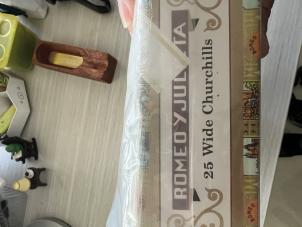 ROMEO Y JULIETA
25 Wide Churchills